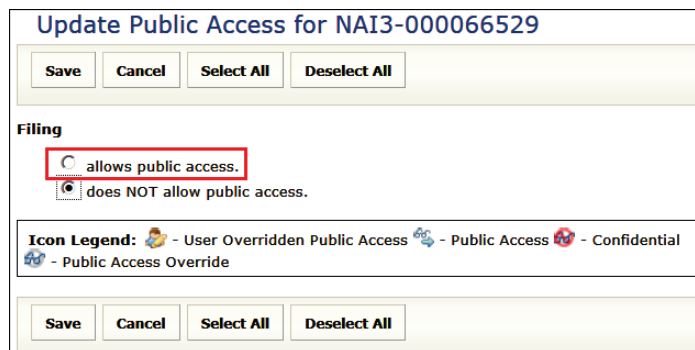 Update Public Access for NAI3-000066529
Save Cancel Select All Deselect All
Filing
allows public access.
does NOT allow public access.
Icon Legend: - User Overridden Public Access - Public Access - Confidential
- Public Access Override
Save Cancel Select All Deselect All